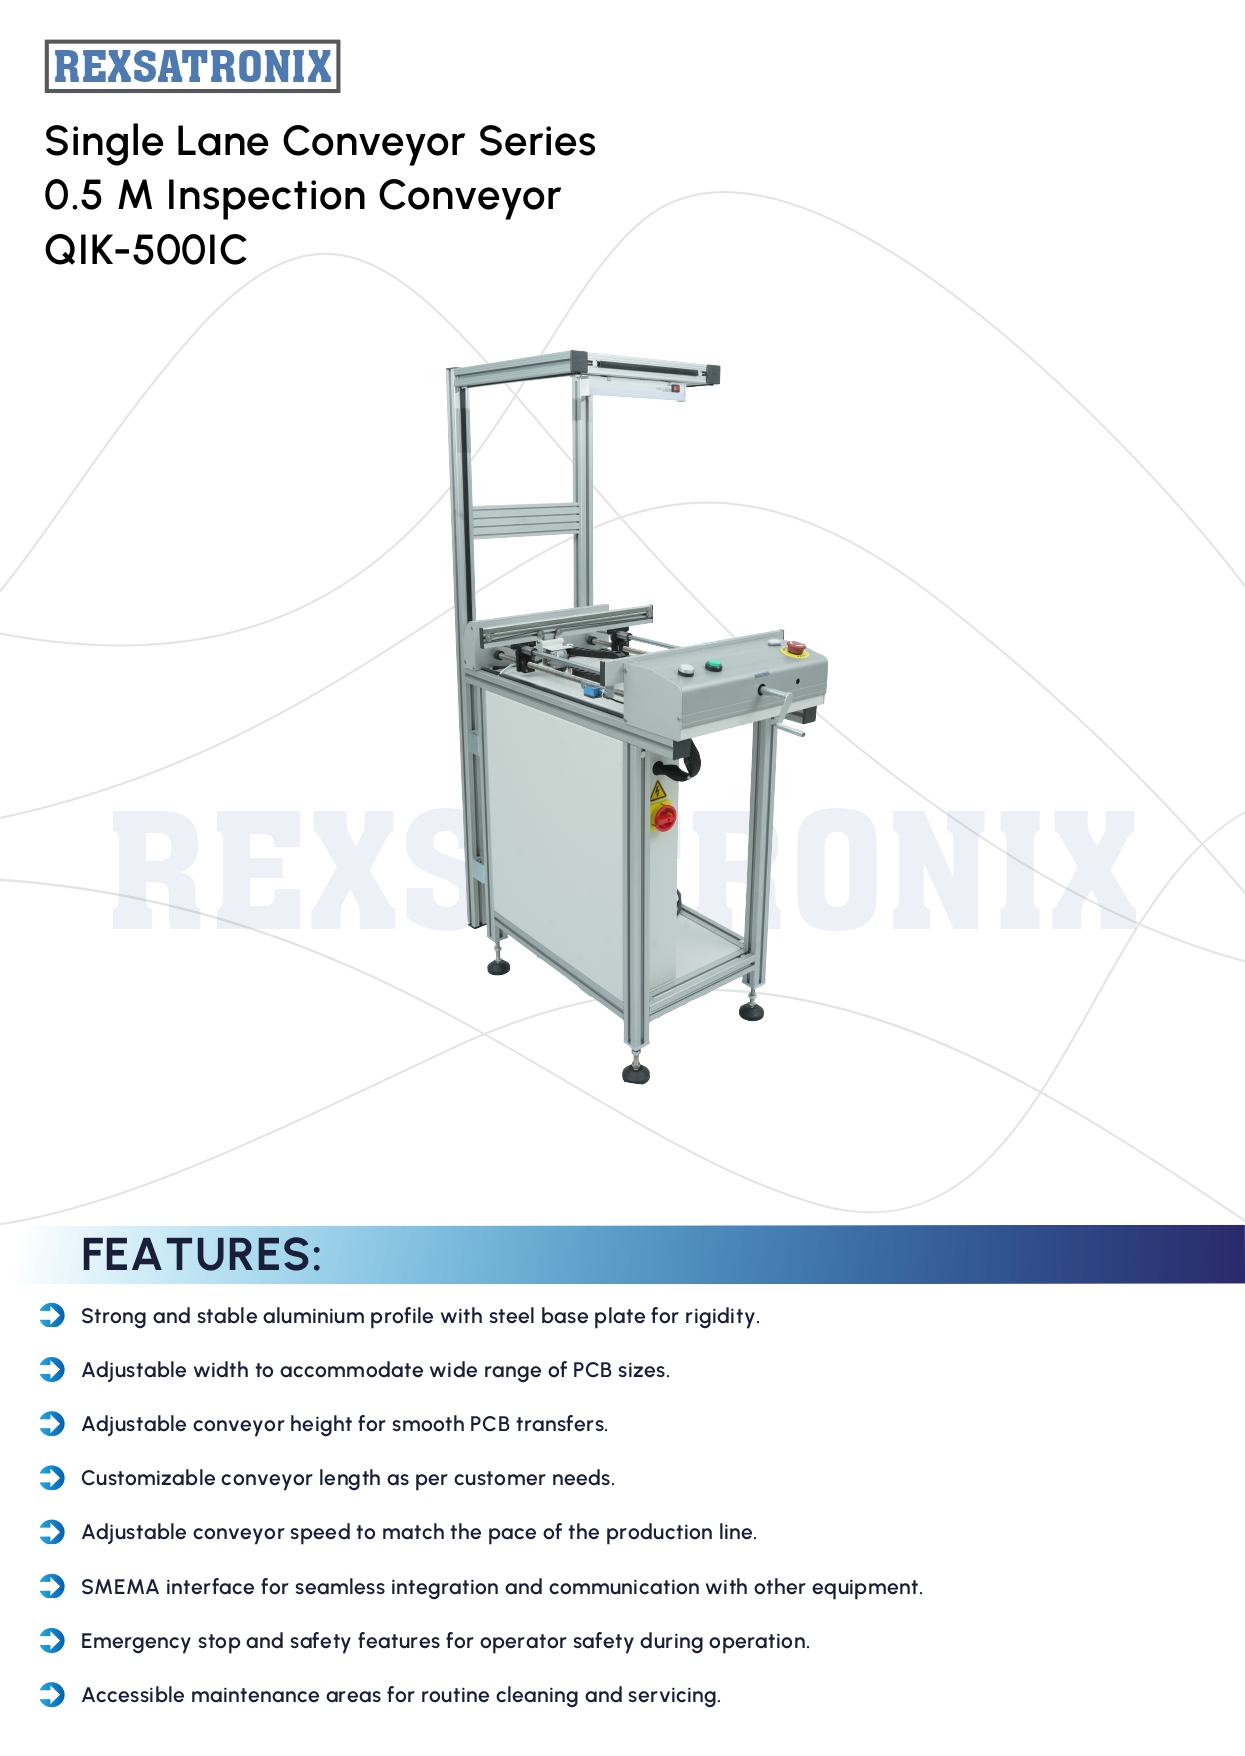 REXSATRONIX
Single Lane Conveyor Series
0.5 M Inspection Conveyor
QIK-500IC
REXSATRONIX
FEATURES:
Strong and stable aluminium profile with steel base plate for rigidity.
Adjustable width to accommodate wide range of PCB sizes.
Adjustable conveyor height for smooth PCB transfers.
Customizable conveyor length as per customer needs.
Adjustable conveyor speed to match the pace of the production line.
SMEMA interface for seamless integration and communication with other equipment.
Emergency stop and safety features for operator safety during operation.
Accessible maintenance areas for routine cleaning and servicing.